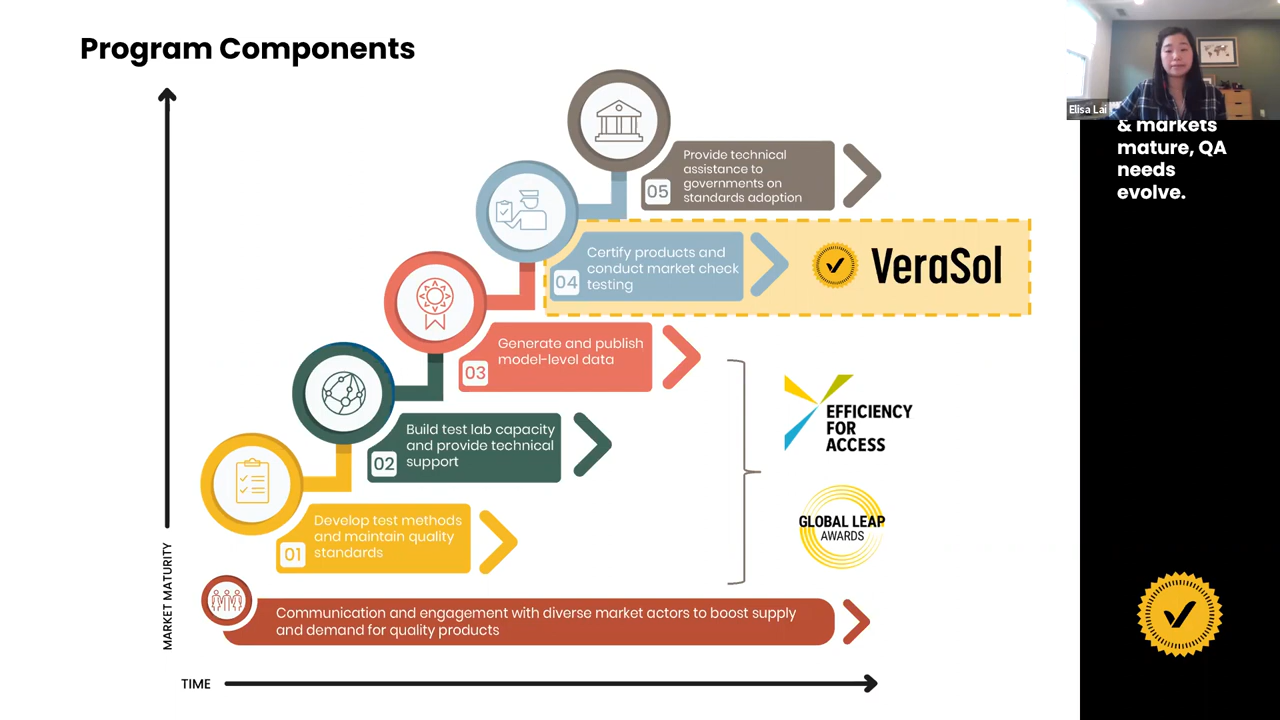 Program Components
Elisa Lai
& markets
mature, QA
needs
evolve.
Provide technical
assistance to
governments on
standards adoption
05
Certify products and
conduct market check
testing
04
VeraSol
Generate and publish
model-level data
03
Build test lab capacity
and provide technical
support
02
EFFICIENCY
FOR
ACCESS
Develop test methods
and maintain quality
standards
01
GLOBAL LEAP
AWARDS
Communication and engagement with diverse market actors to boost supply
and demand for quality products
MARKET MATURITY
TIME